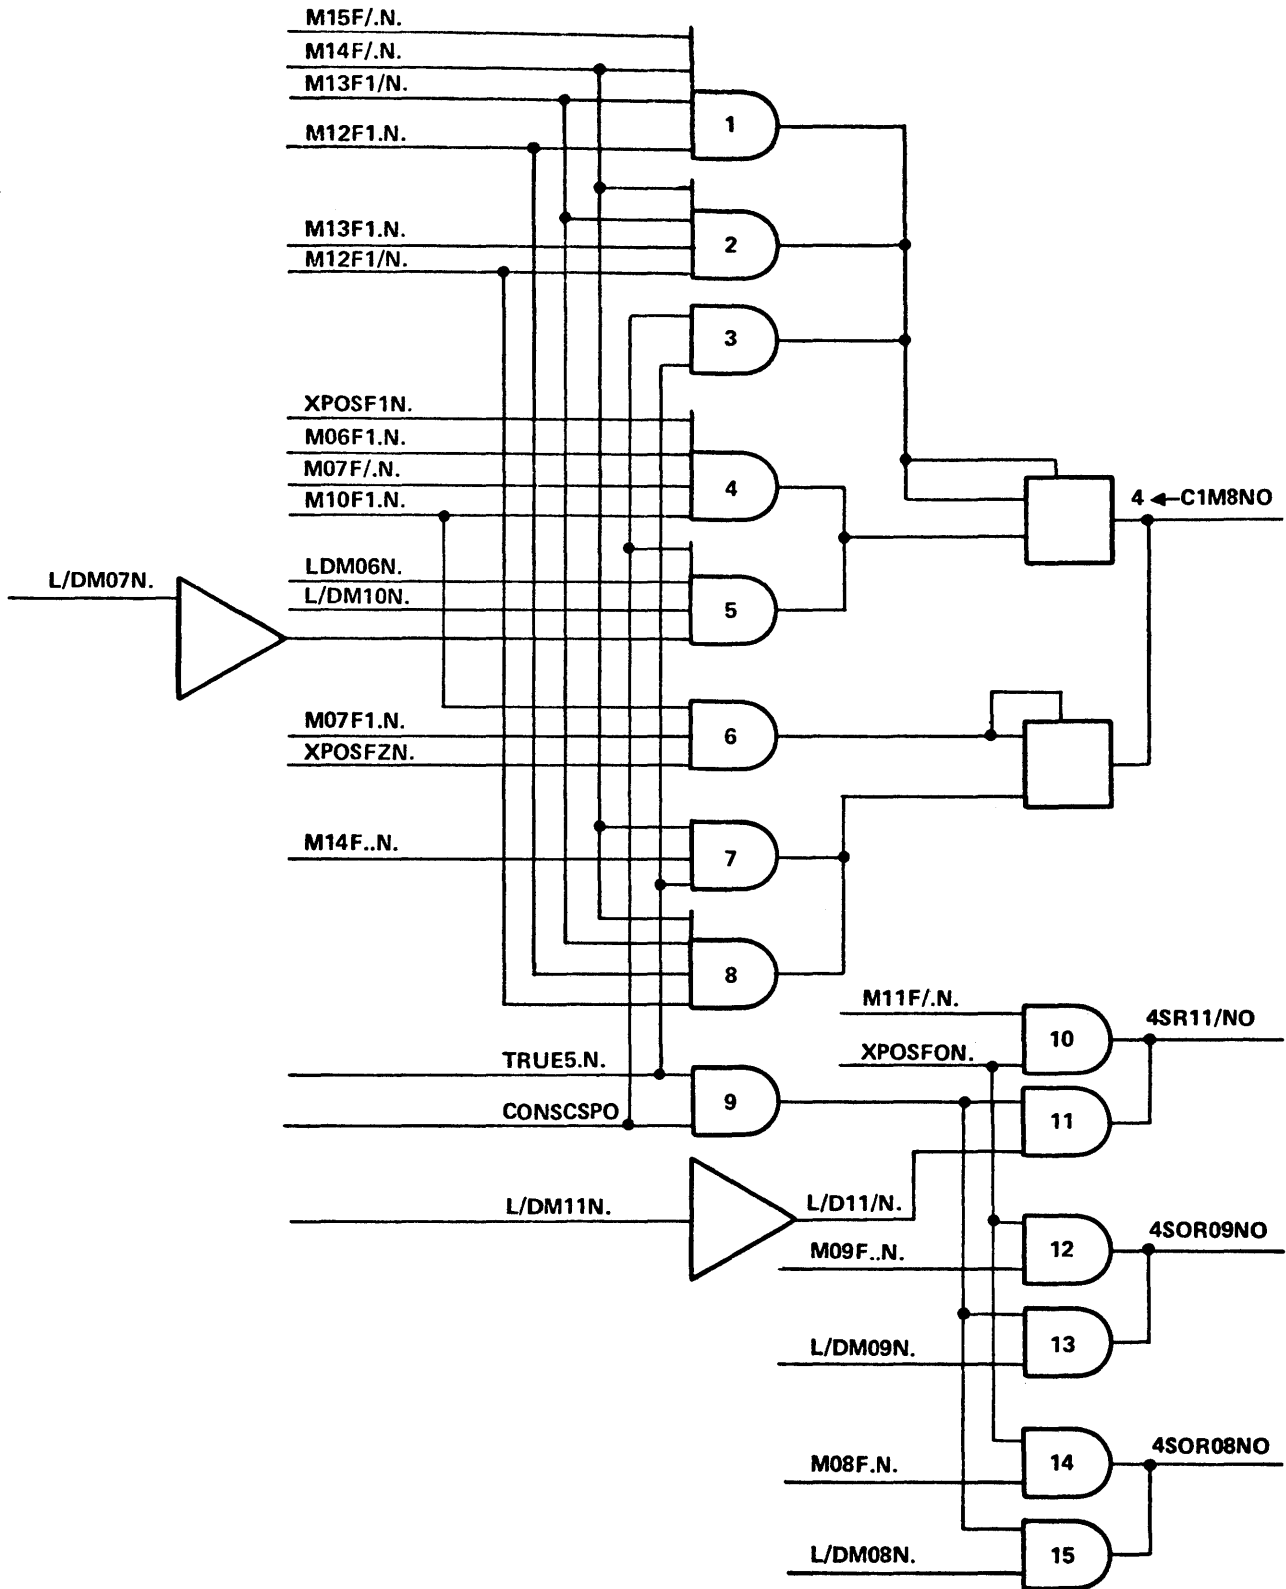 M15F/.N.
M14F/.N.
M13F1/N.
M12F1.N.
1
M13F1.N.
M12F1/N.
2
3
XPOSF1N.
M06F1.N.
M07F/.N.
M10F1.N.
4
4 ←C1M8NO
L/DM07N.
LDM06N.
L/DM10N.
5
M07F1.N.
XPOSFZN.
6
M14F..N.
7
8
M11F/.N.
10
4SR11/NO
XPOSFON.
TRUE5.N.
CONSCSPO
9
11
L/DM11N.
L/D11/N.
M09F..N.
12
4SOR09NO
L/DM09N.
13
M08F.N.
14
4SOR08NO
L/DM08N.
15